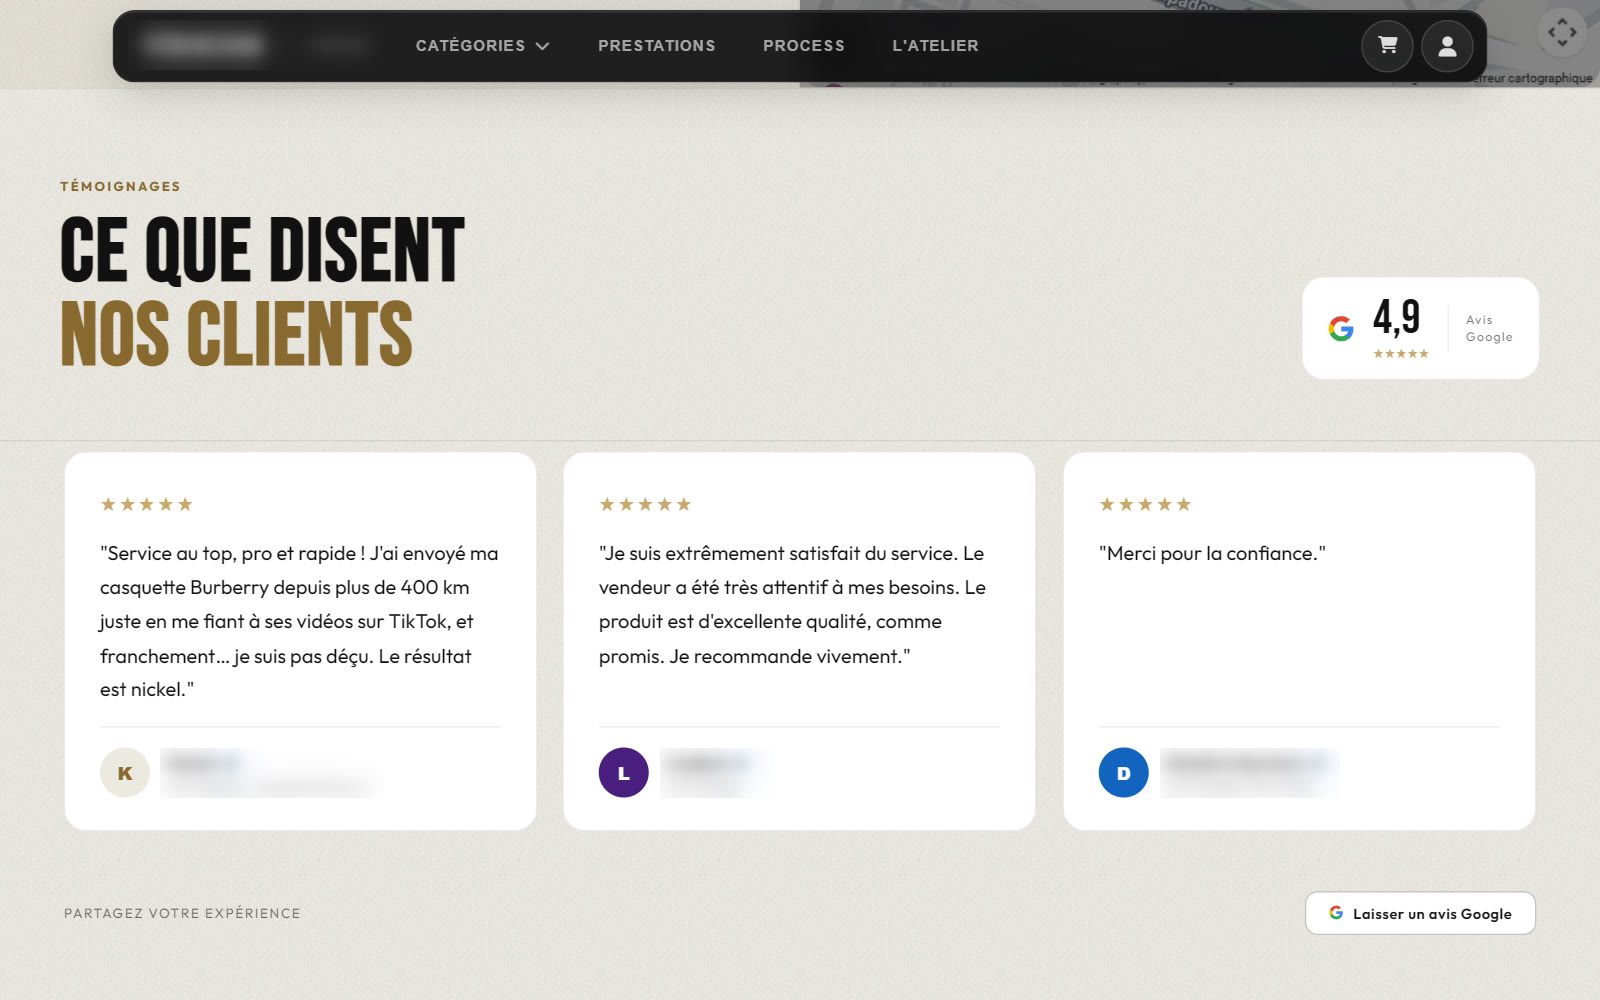 CATÉGORIES PRESTATIONS PROCESS L'ATELIER
erreur cartographique
TÉMOIGNAGES
CE QUE DISENT
NOS CLIENTS
4,9
★★★★★
Avis
Google
★★★★★
"Service au top, pro et rapide ! J'ai envoyé ma
casquette Burberry depuis plus de 400 km
juste en me fiant à ses vidéos sur TikTok, et
franchement... je suis pas déçu. Le résultat
est nickel."
K
★★★★★
"Je suis extrêmement satisfait du service. Le
vendeur a été très attentif à mes besoins. Le
produit est d'excellente qualité, comme
promis. Je recommande vivement."
L
★★★★★
"Merci pour la confiance."
D
PARTAGEZ VOTRE EXPÉRIENCE
Laisser un avis Google